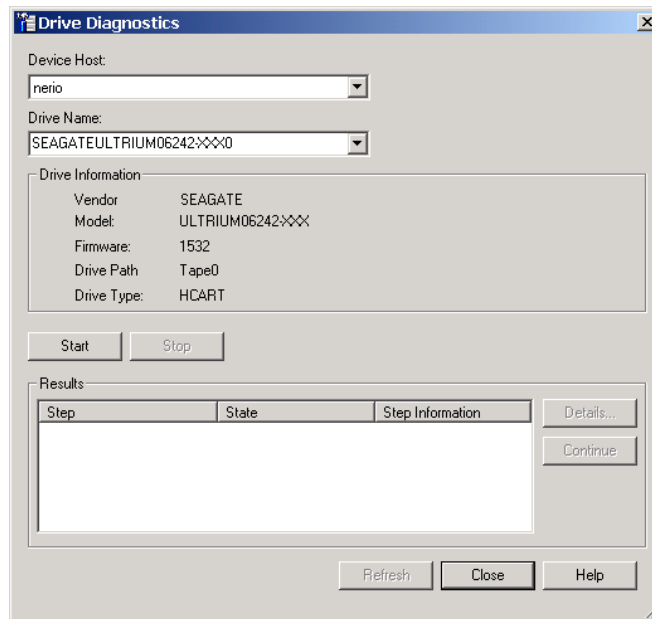 Drive Diagnostics
Device Host:
nerio
Drive Name:
SEAGATEULTRIUM06242-XXX0
Drive Information
Vendor SEAGATE
Model: ULTRIUM06242-XXX
Firmware: 1532
Drive Path Tape0
Drive Type: HCART
Start Stop
Results
Step State Step Information
Details...
Continue
Refresh Close Help